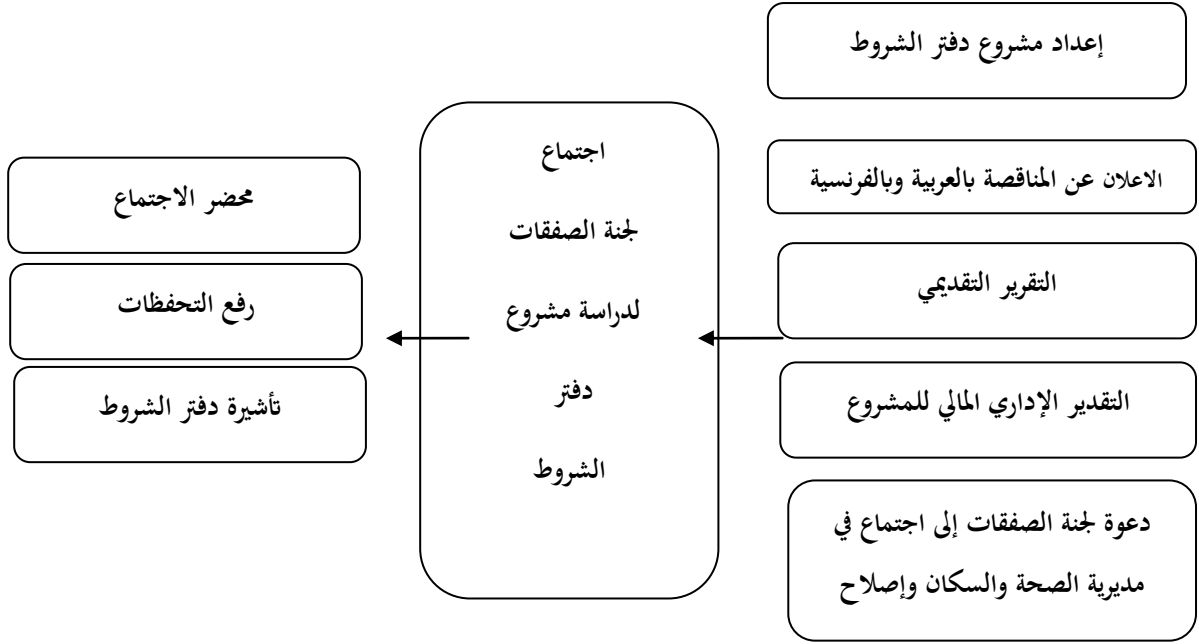 إعداد مشروع دفتر الشروط
الاعلان عن المناقصة بالعربية وبالفرنسية
التقرير التقديمي
التقدير الإداري المالي للمشروع
دعوة لجنة الصفقات إلى اجتماع في
مديرية الصحة والسكان وإصلاح
اجتماع
لجنة الصفقات
لدراسة مشروع
دفتر
الشروط
محضر الاجتماع
رفع التحفظات
تأشيرة دفتر الشروط